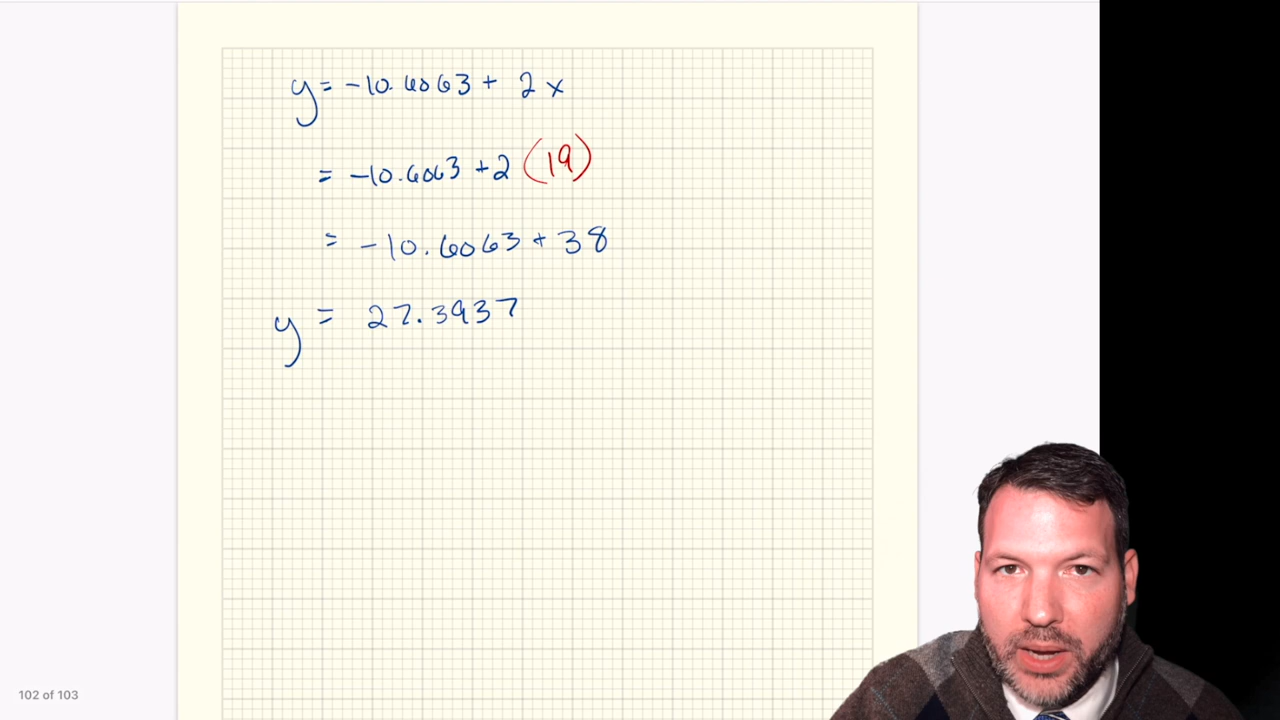 y = -10.6063 + 2x
= -10.6063 + 2 (19)
= -10.6063 + 38
y = 27.3937
102 of 103